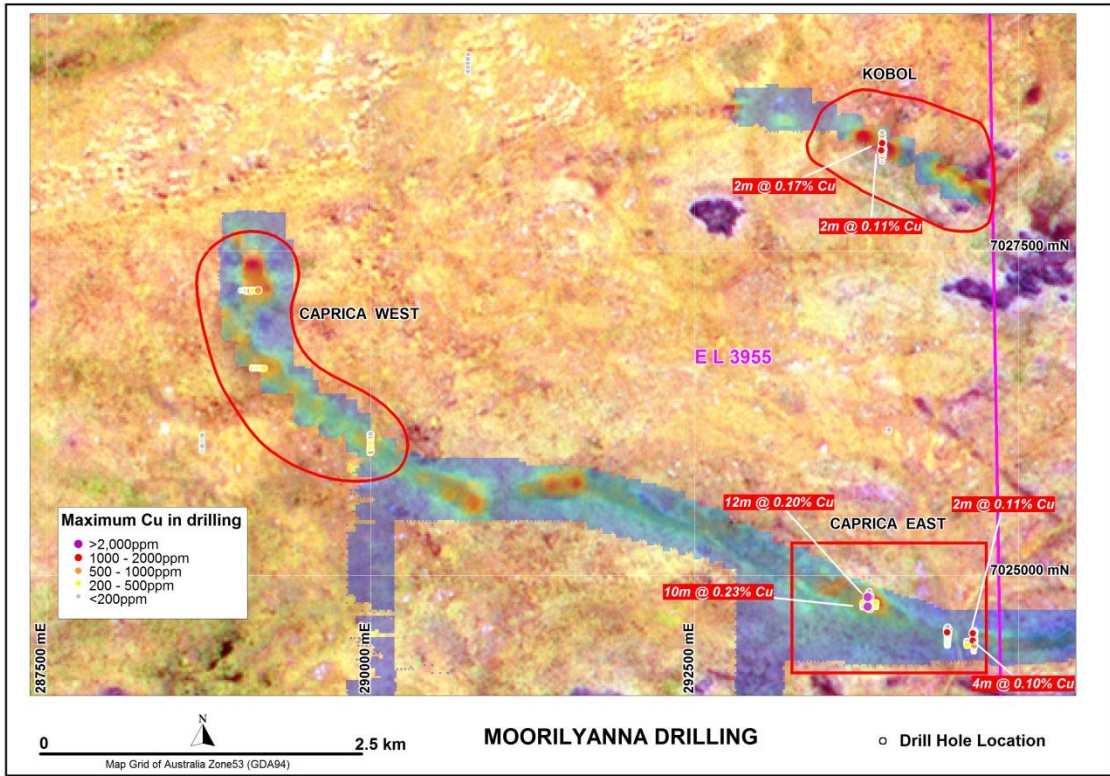 KOBOL
2m @ 0.17% Cu
2m @ 0.11% Cu
7027500 mN
CAPRICA WEST
E L 3955
12m @ 0.20% Cu
2m @ 0.11% Cu
CAPRICA EAST
Maximum Cu in drilling
>2,000ppm
1000 - 2000ppm
500 - 1000ppm
200 - 500ppm
<200ppm
10m @ 0.23% Cu
7025000 mN
4m @ 0.10% Cu
287500 mE
290000 mE
292500 mE
N
0 2.5 km
Map Grid of Australia Zone53 (GDA94)
MOORILYANNA DRILLING
Drill Hole Location